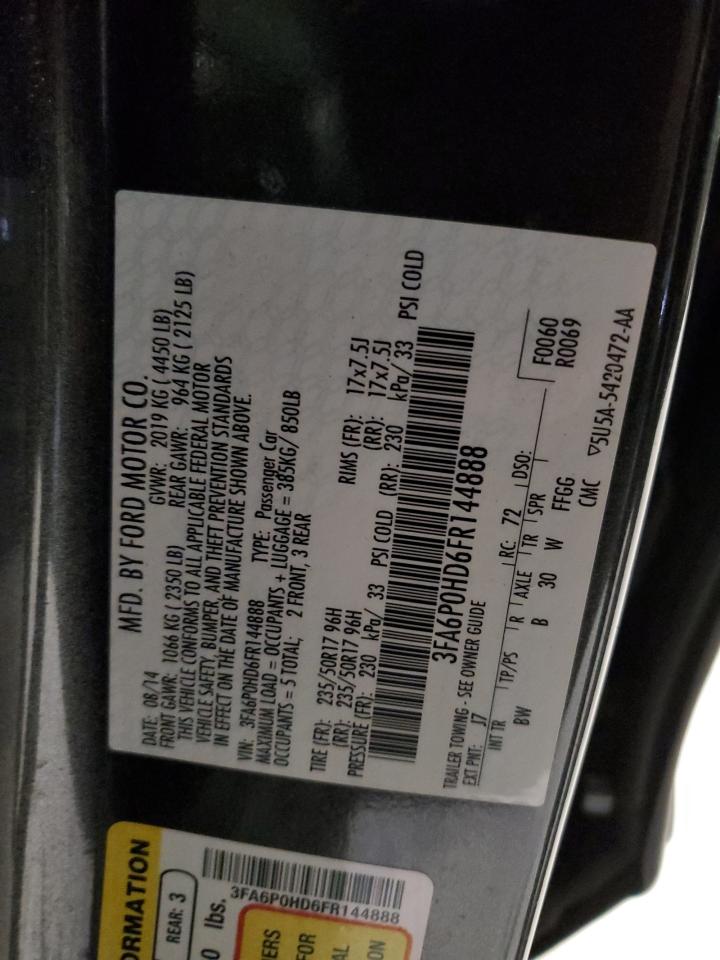 MFD. BY FORD MOTOR CO.
DATE: 08/14 GVWR: 2019 KG ( 4450 LB)
FRONT GAWR: 1066 KG ( 2350 LB) REAR GAWR: 964 KG ( 2125 LB)
THIS VEHICLE CONFORMS TO ALL APPLICABLE FEDERAL MOTOR
VEHICLE SAFETY, BUMPER, AND THEFT PREVENTION STANDARDS
IN EFFECT ON THE DATE OF MANUFACTURE SHOWN ABOVE.
VIN: 3FA6P0HD6FR144888 TYPE: Passenger Car
MAXIMUM LOAD = OCCUPANTS + LUGGAGE = 385KG/ 850LB
OCCUPANTS = 5 TOTAL; 2 FRONT, 3 REAR
TIRE (FR): 235/50R17 96H RIMS (FR): 17x7.5J
(RR): 235/50R17 96H (RR): 17x7.5J
PRESSURE (FR): 230 kPa/ 33 PSI COLD (RR): 230 kPa/ 33 PSI COLD
3FA6P0HD6FR144888
TRAILER TOWING - SEE OWNER GUIDE
EXT PNT: J7 RC: 72 DSO: F0060
INT TR TP/PS R AXLE TR SPR R0069
BW B 30 W FFGG
CMC ▽5U5A-5420472-AA
ORMATION
REAR: 3
0 lbs.
3FA6P0HD6FR144888
IERS
FOR
AL
ON